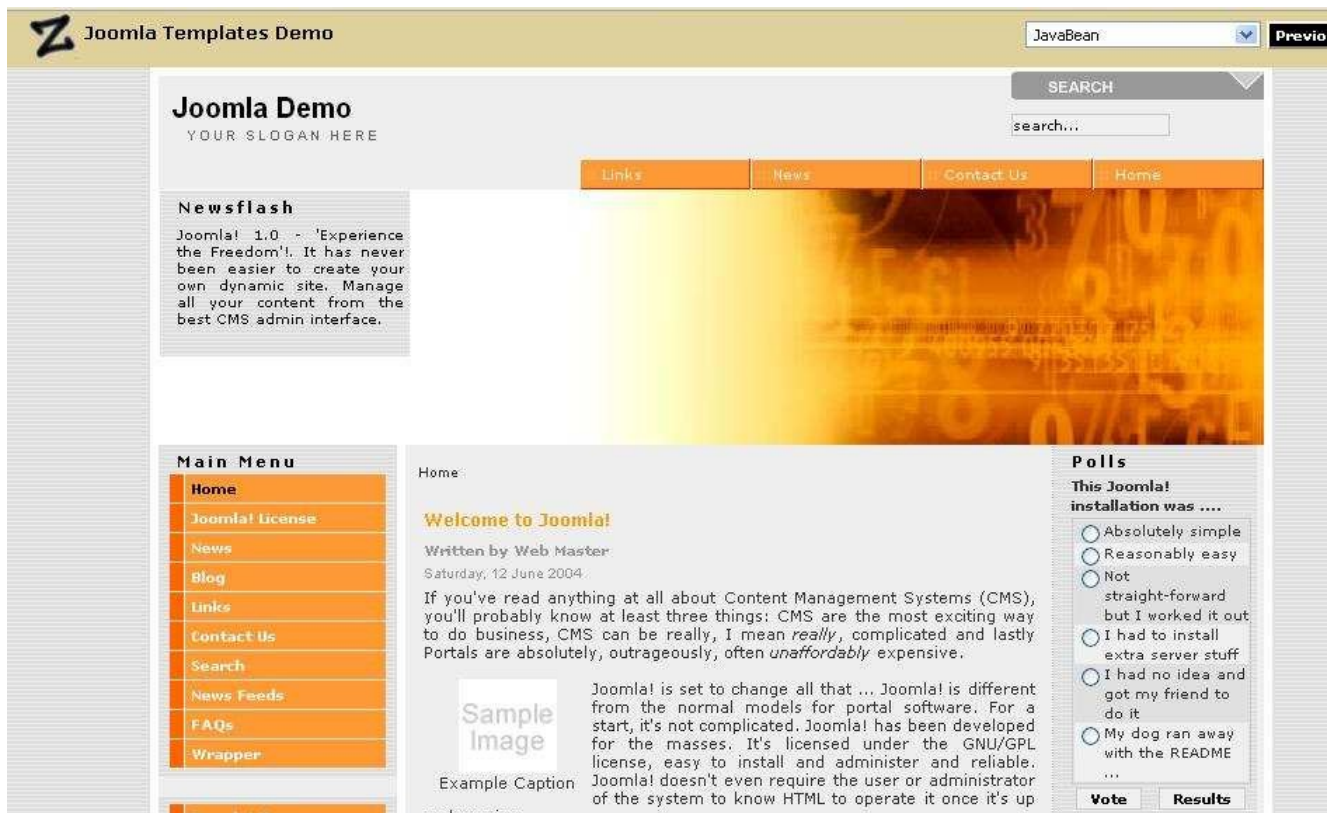 Joomla Templates Demo
JavaBean
Previo
SEARCH
Joomla Demo
YOUR SLOGAN HERE
search...
:: Links
:: News
:: Contact Us
:: Home
Newsflash
Joomla! 1.0 - 'Experience
the Freedom'!. It has never
been easier to create your
own dynamic site. Manage
all your content from the
best CMS admin interface.
Main Menu
Home
Joomla! License
News
Blog
Links
Contact Us
Search
News Feeds
FAQs
Wrapper
Home
Welcome to Joomla!
Written by Web Master
Saturday, 12 June 2004
If you've read anything at all about Content Management Systems (CMS),
you'll probably know at least three things: CMS are the most exciting way
to do business, CMS can be really, I mean really, complicated and lastly
Portals are absolutely, outrageously, often unaffordably expensive.
Sample
Image
Example Caption
Joomla! is set to change all that ... Joomla! is different
from the normal models for portal software. For a
start, it's not complicated. Joomla! has been developed
for the masses. It's licensed under the GNU/GPL
license, easy to install and administer and reliable.
Joomla! doesn't even require the user or administrator
of the system to know HTML to operate it once it's up
Polls
This Joomla!
installation was ....
Absolutely simple
Reasonably easy
Not
straight-forward
but I worked it out
I had to install
extra server stuff
I had no idea and
got my friend to
do it
My dog ran away
with the README
...
Vote
Results